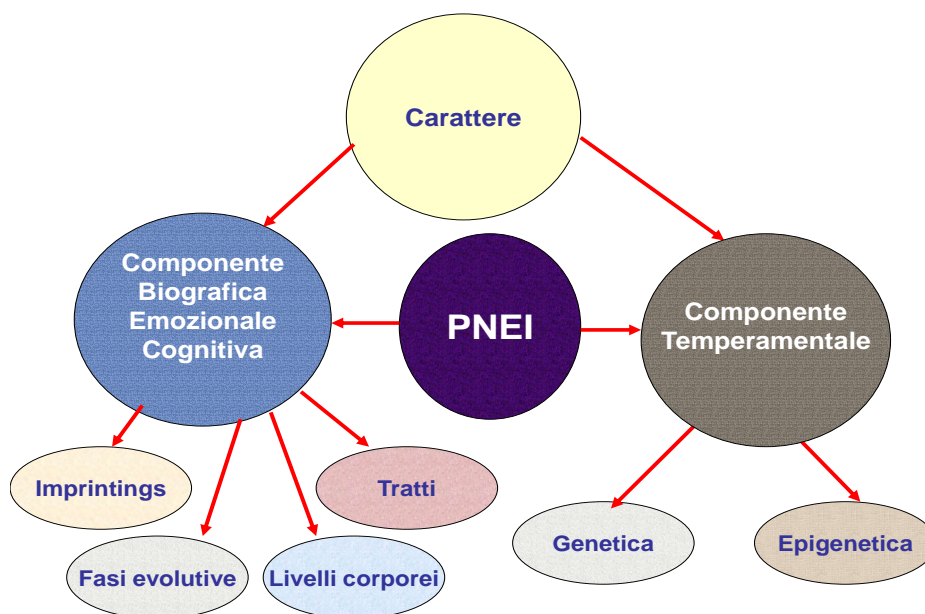 Carattere
Componente
Biografica
Emozionale
Cognitiva
PNEI
Componente
Temperamentale
Imprintings
Tratti
Fasi evolutive
Livelli corporei
Genetica
Epigenetica